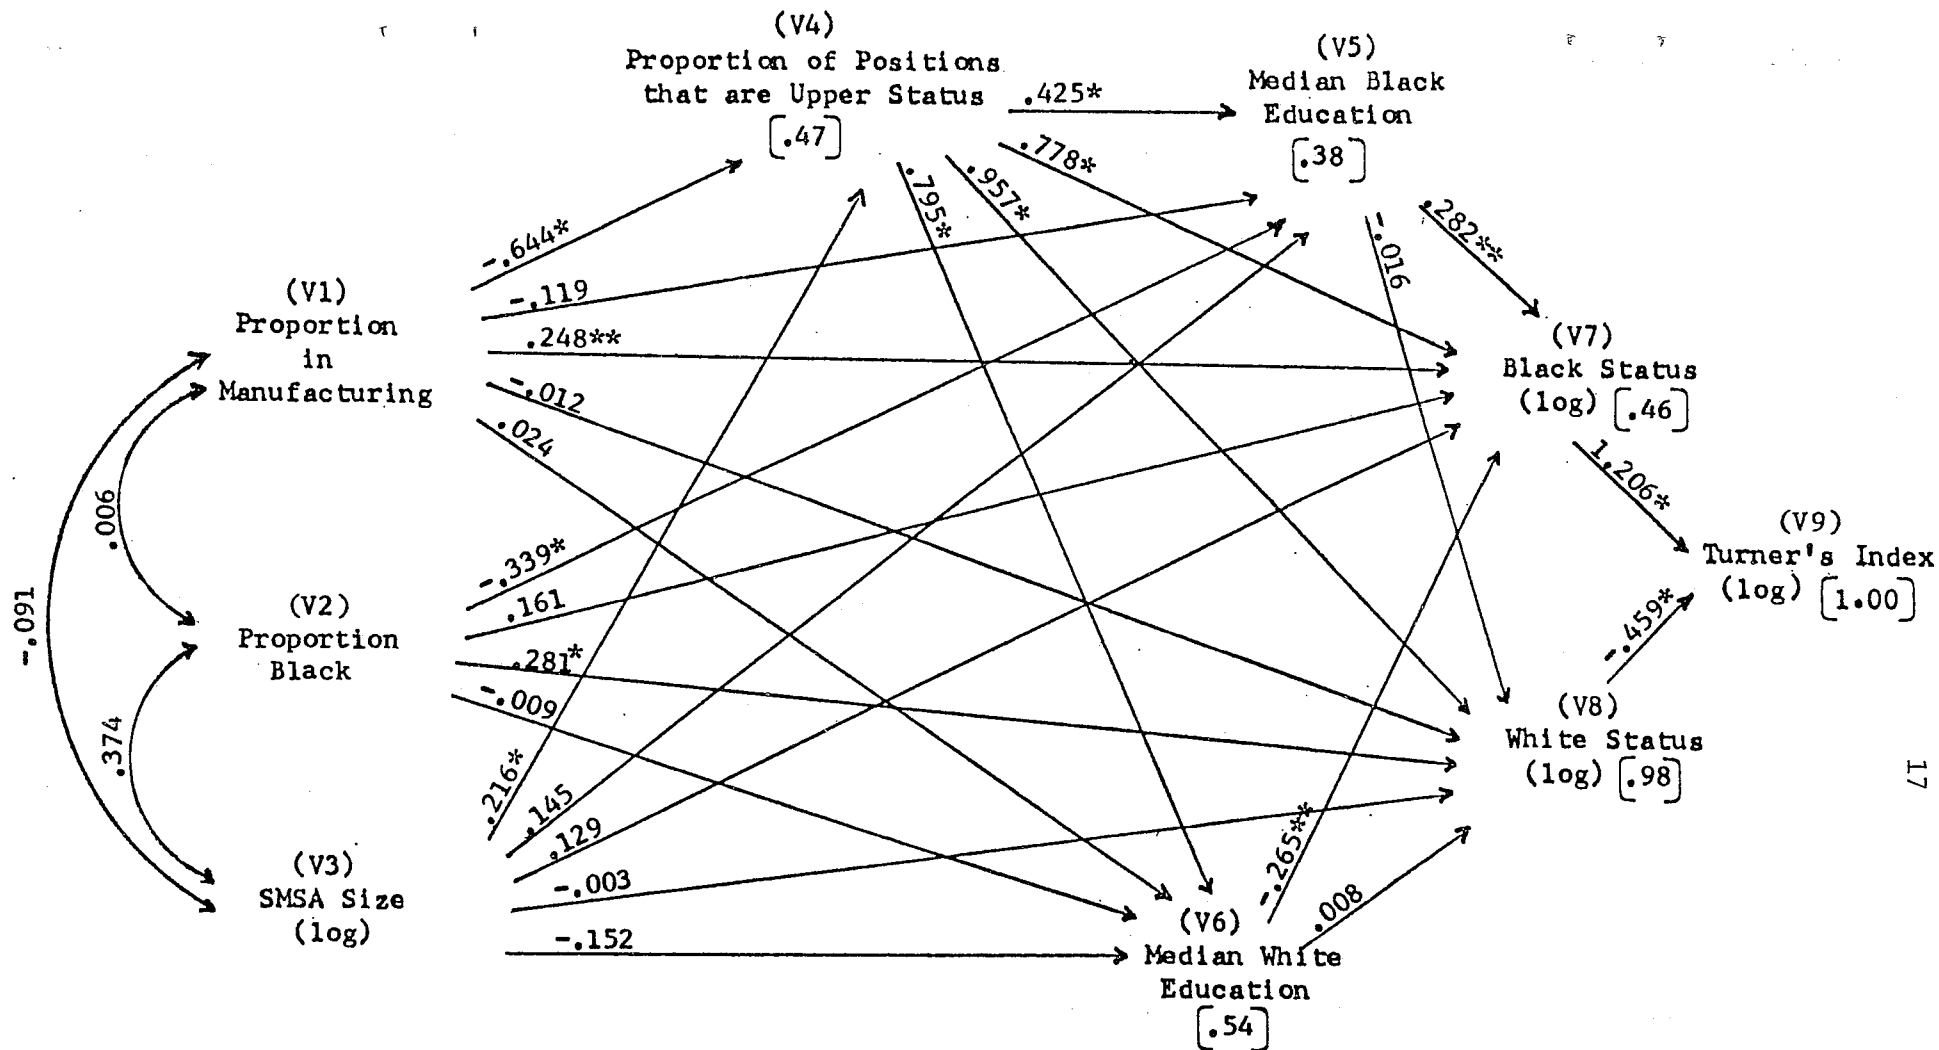 (V4)
Proportion of Positions
that are Upper Status
[.47]
(V5)
Median Black
Education
[.38]
.425*
.778*
.957*
.795*
-.016
.282**
(V1)
Proportion
in
Manufacturing
-.644*
-.119
.248**
-.012
.024
(V7)
Black Status
(log) [.46]
1.206*
.006
-.091
.374
(V2)
Proportion
Black
-.339*
.161
.281*
-.009
(V9)
Turner's Index
(log) [1.00]
-.459*
(V8)
White Status
(log) [.98]
17
(V3)
SMSA Size
(log)
.216*
.145
.129
-.003
-.152
-.265**
.008
(V6)
Median White
Education
[.54]